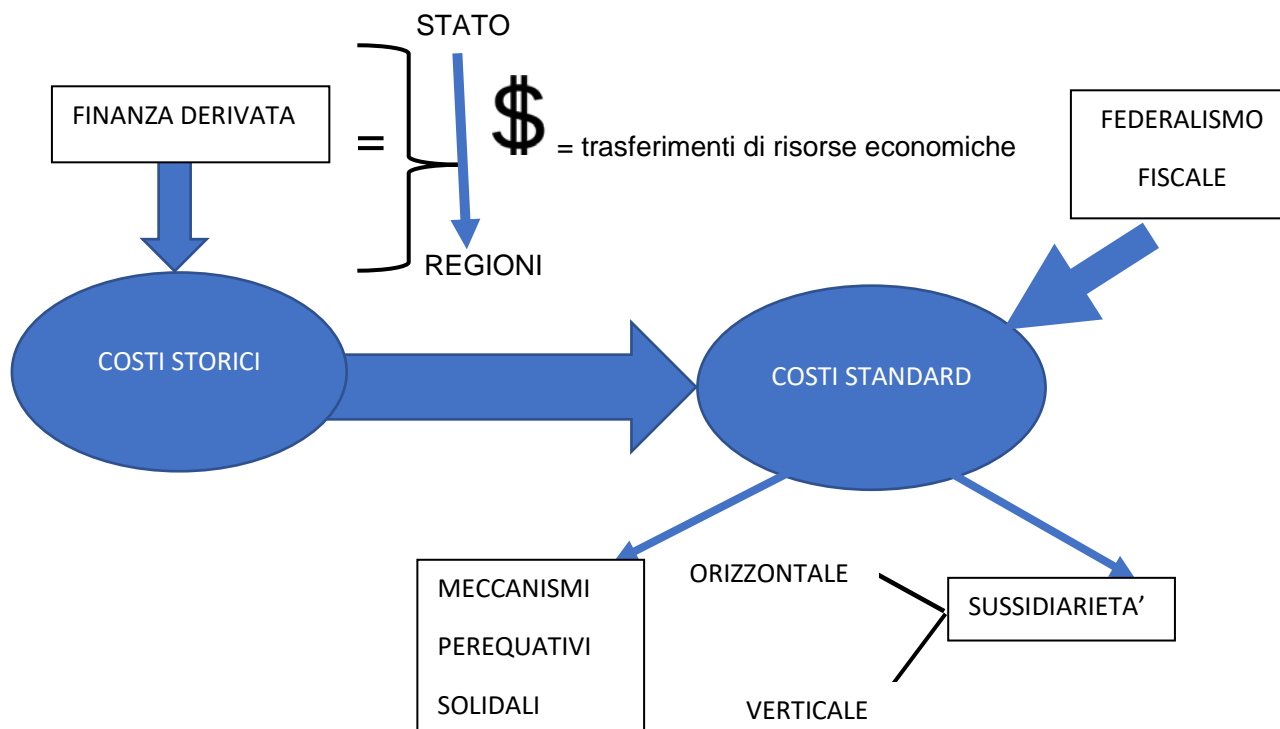 STATO
FINANZA DERIVATA
=
$ = trasferimenti di risorse economiche
REGIONI
FEDERALISMO
FISCALE
COSTI STORICI
COSTI STANDARD
MECCANISMI
PEREQUATIVI
SOLIDALI
ORIZZONTALE
VERTICALE
SUSSIDIARIETA’